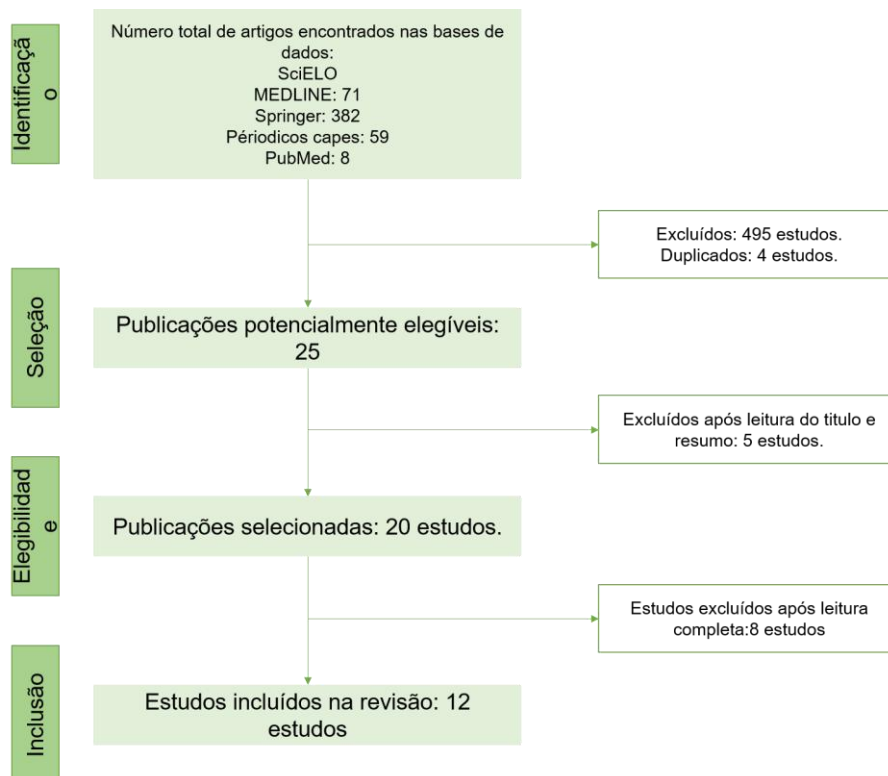 Identificaçã
o
Número total de artigos encontrados nas bases de
dados:
SciELO
MEDLINE: 71
Springer: 382
Périodicos capes: 59
PubMed: 8
Excluídos: 495 estudos.
Duplicados: 4 estudos.
Seleção
Publicações potencialmente elegíveis:
25
Excluídos após leitura do titulo e
resumo: 5 estudos.
Elegibilidad
e
Publicações selecionadas: 20 estudos.
Estudos excluídos após leitura
completa:8 estudos
Inclusão
Estudos incluídos na revisão: 12
estudos